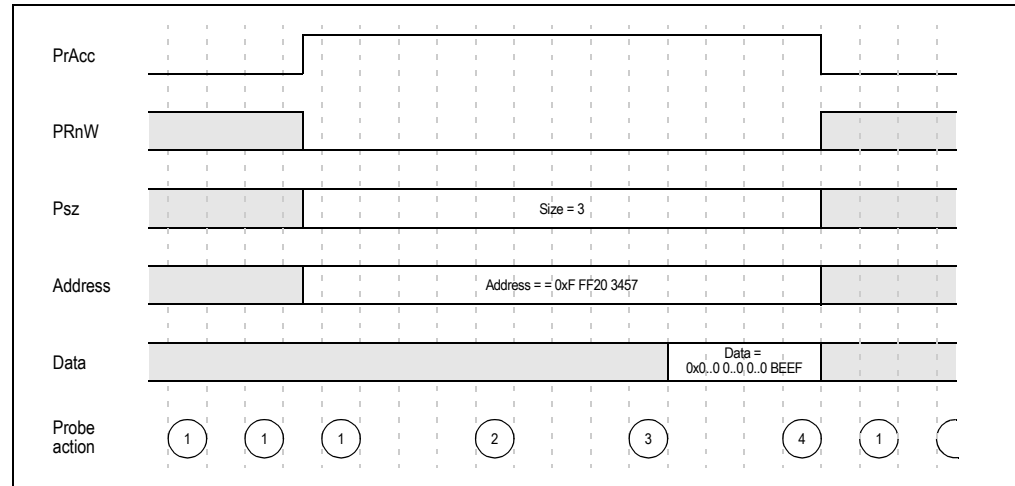 PrAcc
PRnW
Psz
Size = 3
Address
Address = = 0xF FF20 3457
Data
Data =
0x0..0 0..0 0..0 BEEF
Probe
action
1 1 1 2 3 4 1